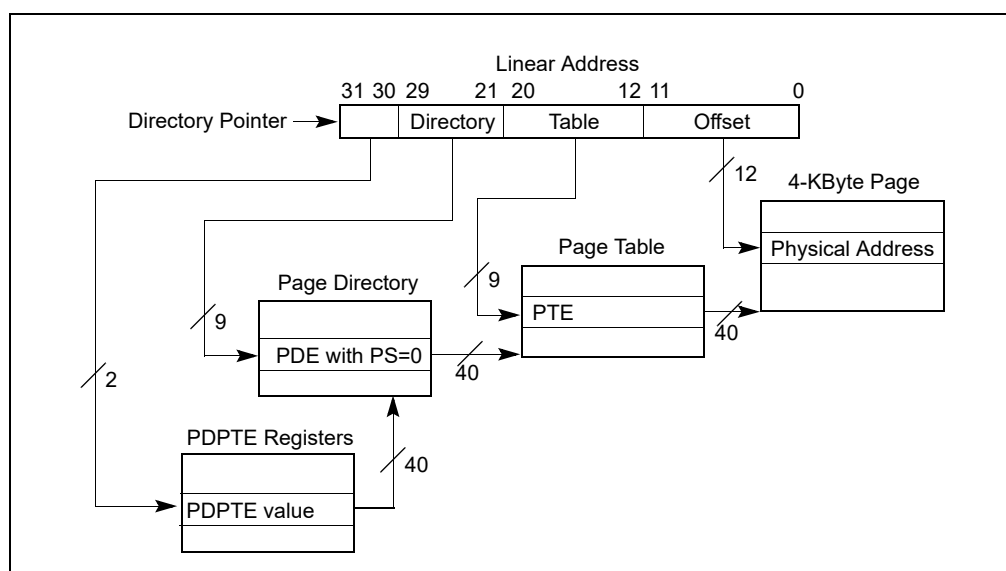 Linear Address
31 30 29 21 20 12 11 0
Directory Pointer Directory Table Offset
12
4-KByte Page
Physical Address
Page Table
9
PTE
40
Page Directory
9
PDE with PS=0
40
2
PDPTE Registers
40
PDPTE value